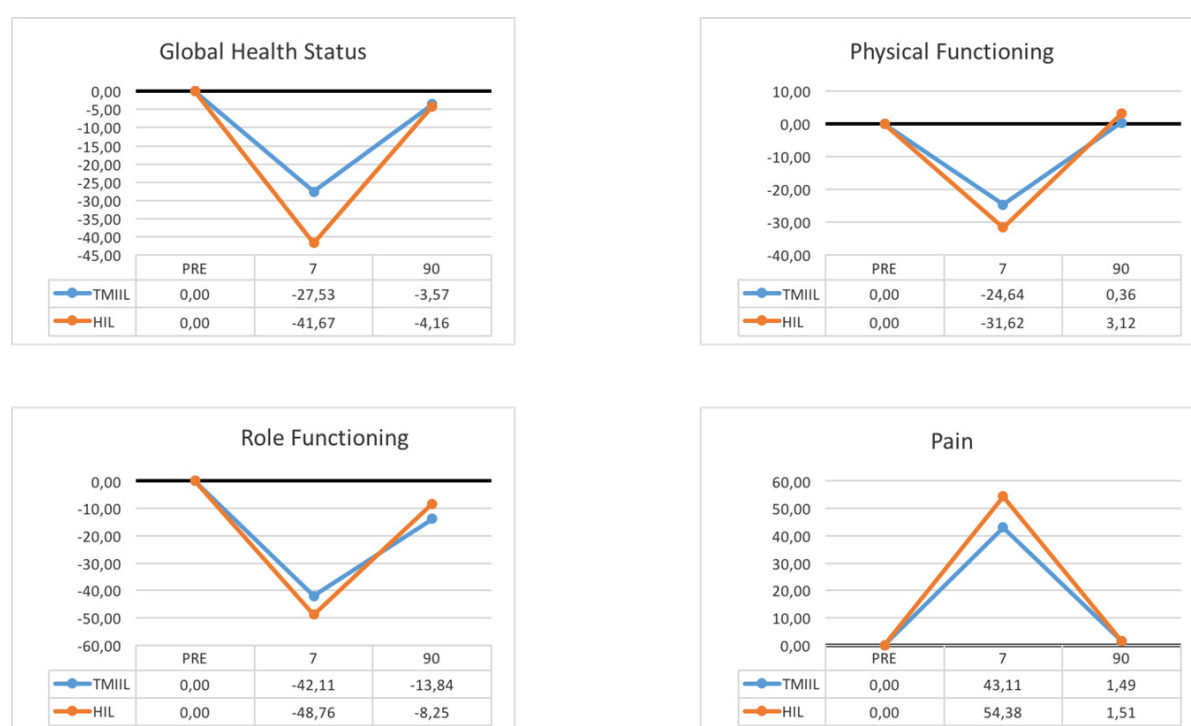 Global Health Status
0,00
-5,00
-10,00
-15,00
-20,00
-25,00
-30,00
-35,00
-40,00
-45,00
PRE 7 90
TMIIL 0,00 -27,53 -3,57
HIL 0,00 -41,67 -4,16
Physical Functioning
10,00
0,00
-10,00
-20,00
-30,00
-40,00
PRE 7 90
TMIIL 0,00 -24,64 0,36
HIL 0,00 -31,62 3,12
Role Functioning
0,00
-10,00
-20,00
-30,00
-40,00
-50,00
-60,00
PRE 7 90
TMIIL 0,00 -42,11 -13,84
HIL 0,00 -48,76 -8,25
Pain
60,00
50,00
40,00
30,00
20,00
10,00
0,00
PRE 7 90
TMIIL 0,00 43,11 1,49
HIL 0,00 54,38 1,51